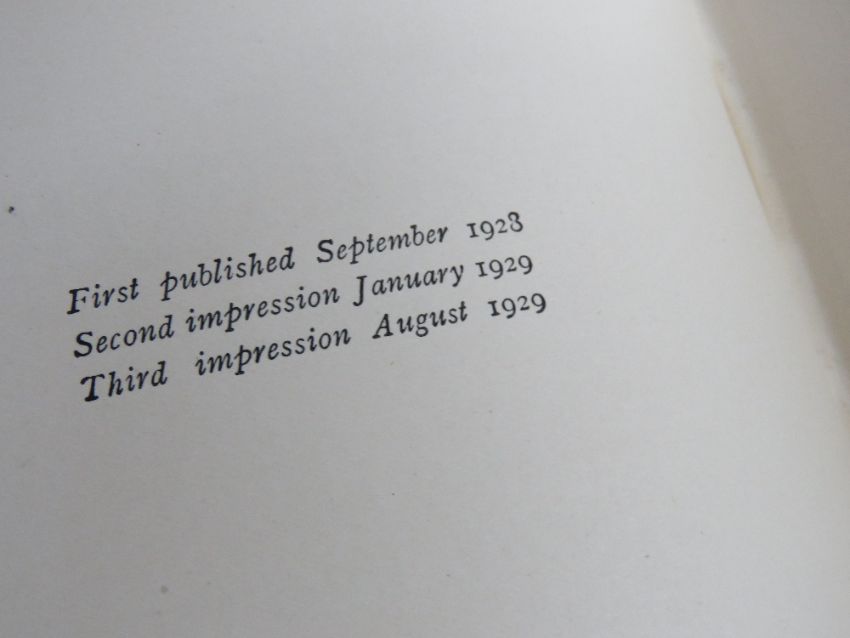 First published September 1928
Second impression January 1929
Third impression August 1929